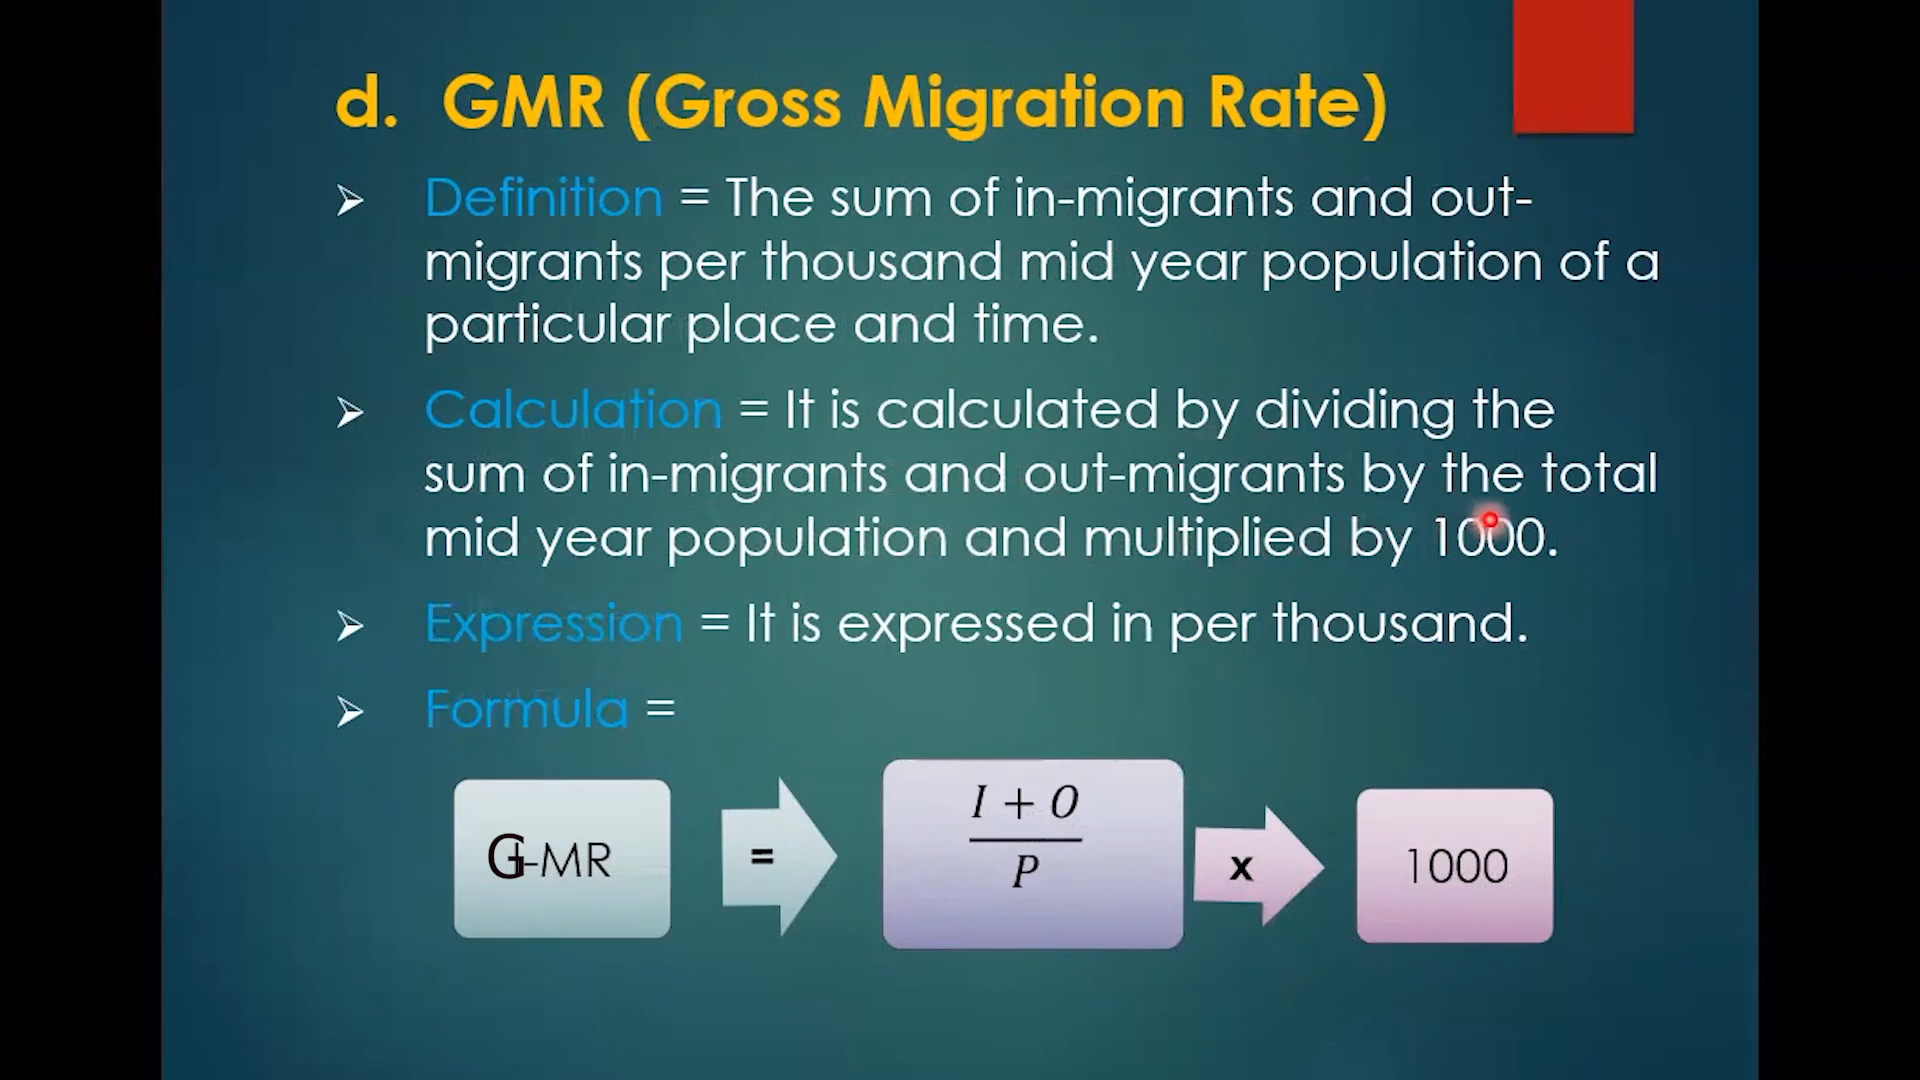 d. GMR (Gross Migration Rate)
Definition = The sum of in-migrants and out-
migrants per thousand mid year population of a
particular place and time.
Calculation = It is calculated by dividing the
sum of in-migrants and out-migrants by the total
mid year population and multiplied by 1000.
Expression = It is expressed in per thousand.
Formula =
G-MR = I + O / P x 1000